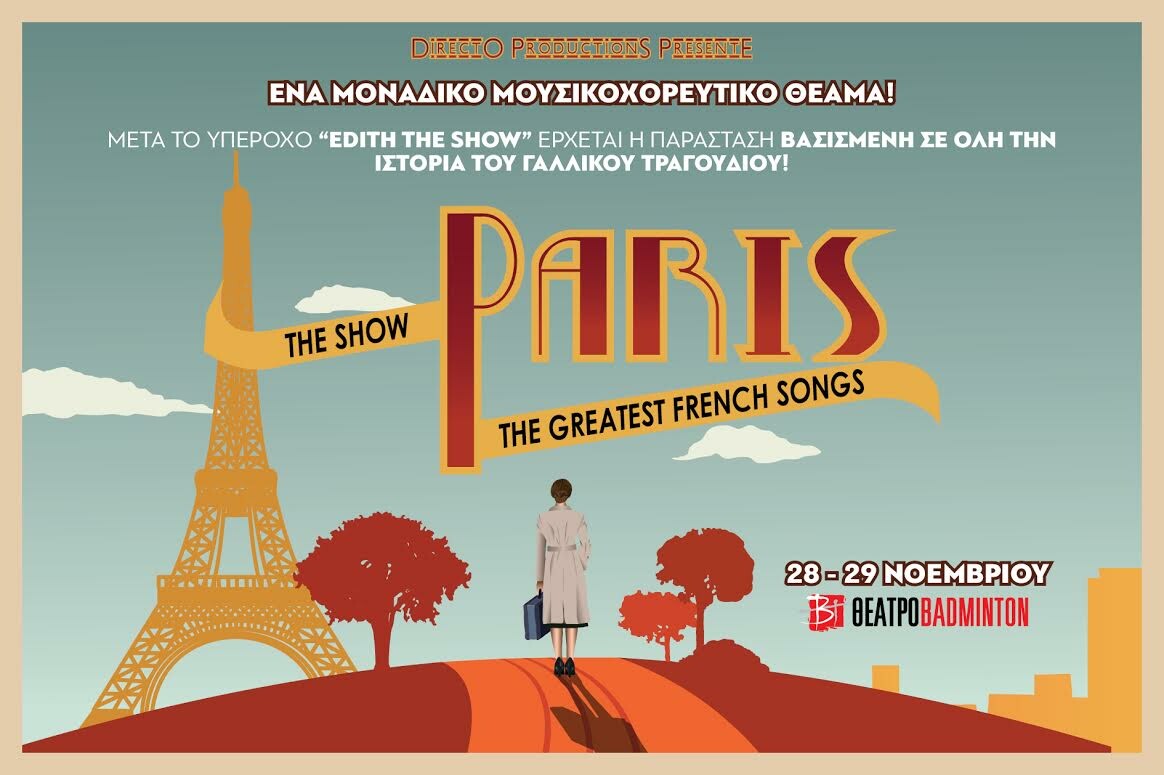 DIRECTO PRODUCTIONS PRESENTE
ΕΝΑ ΜΟΝΑΔΙΚΟ ΜΟΥΣΙΚΟΧΟΡΕΥΤΙΚΟ ΘΕΑΜΑ!
ΜΕΤΑ ΤΟ ΥΠΕΡΟΧΟ “EDITH THE SHOW” ΕΡΧΕΤΑΙ Η ΠΑΡΑΣΤΑΣΗ ΒΑΣΙΣΜΕΝΗ ΣΕ ΟΛΗ ΤΗΝ
ΙΣΤΟΡΙΑ ΤΟΥ ΓΑΛΛΙΚΟΥ ΤΡΑΓΟΥΔΙΟΥ!
PARIS
THE SHOW
THE GREATEST FRENCH SONGS
28 - 29 ΝΟΕΜΒΡΙΟΥ
Bt ΘΕΑΤΡΟBADMINTON